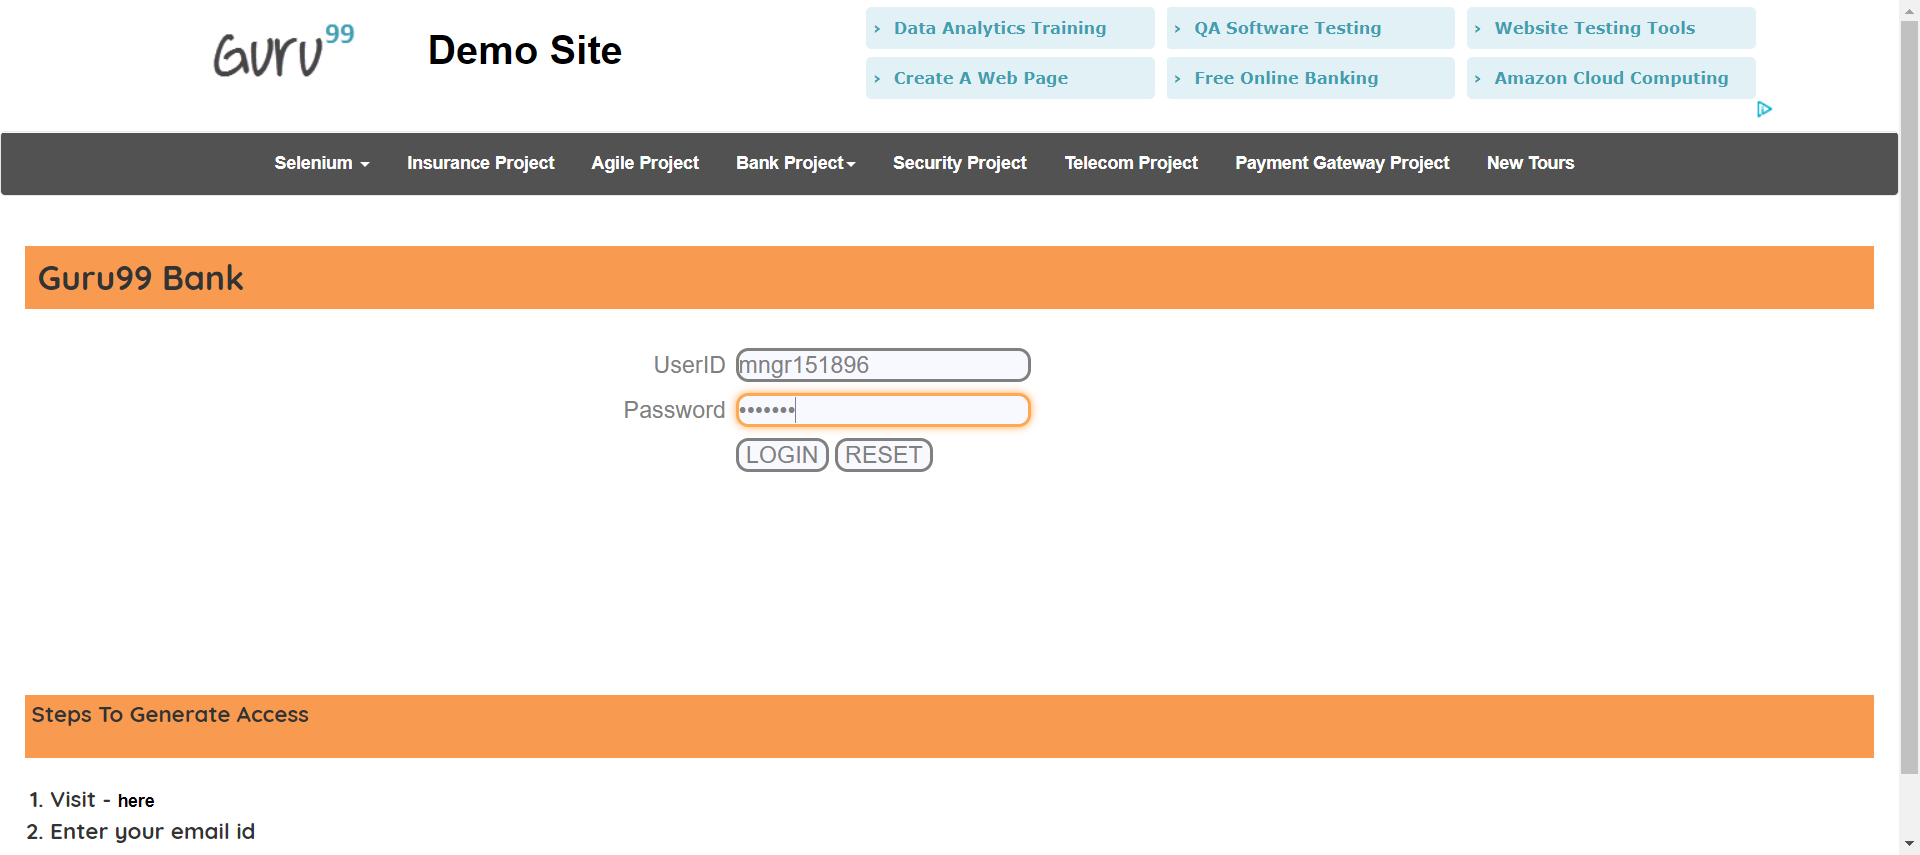 Guru99
Demo Site
› Data Analytics Training
› QA Software Testing
› Website Testing Tools
› Create A Web Page
› Free Online Banking
› Amazon Cloud Computing
Selenium Insurance Project Agile Project Bank Project Security Project Telecom Project Payment Gateway Project New Tours
Guru99 Bank
UserID mngr151896
Password •••••••
LOGIN RESET
Steps To Generate Access
1. Visit - here
2. Enter your email id